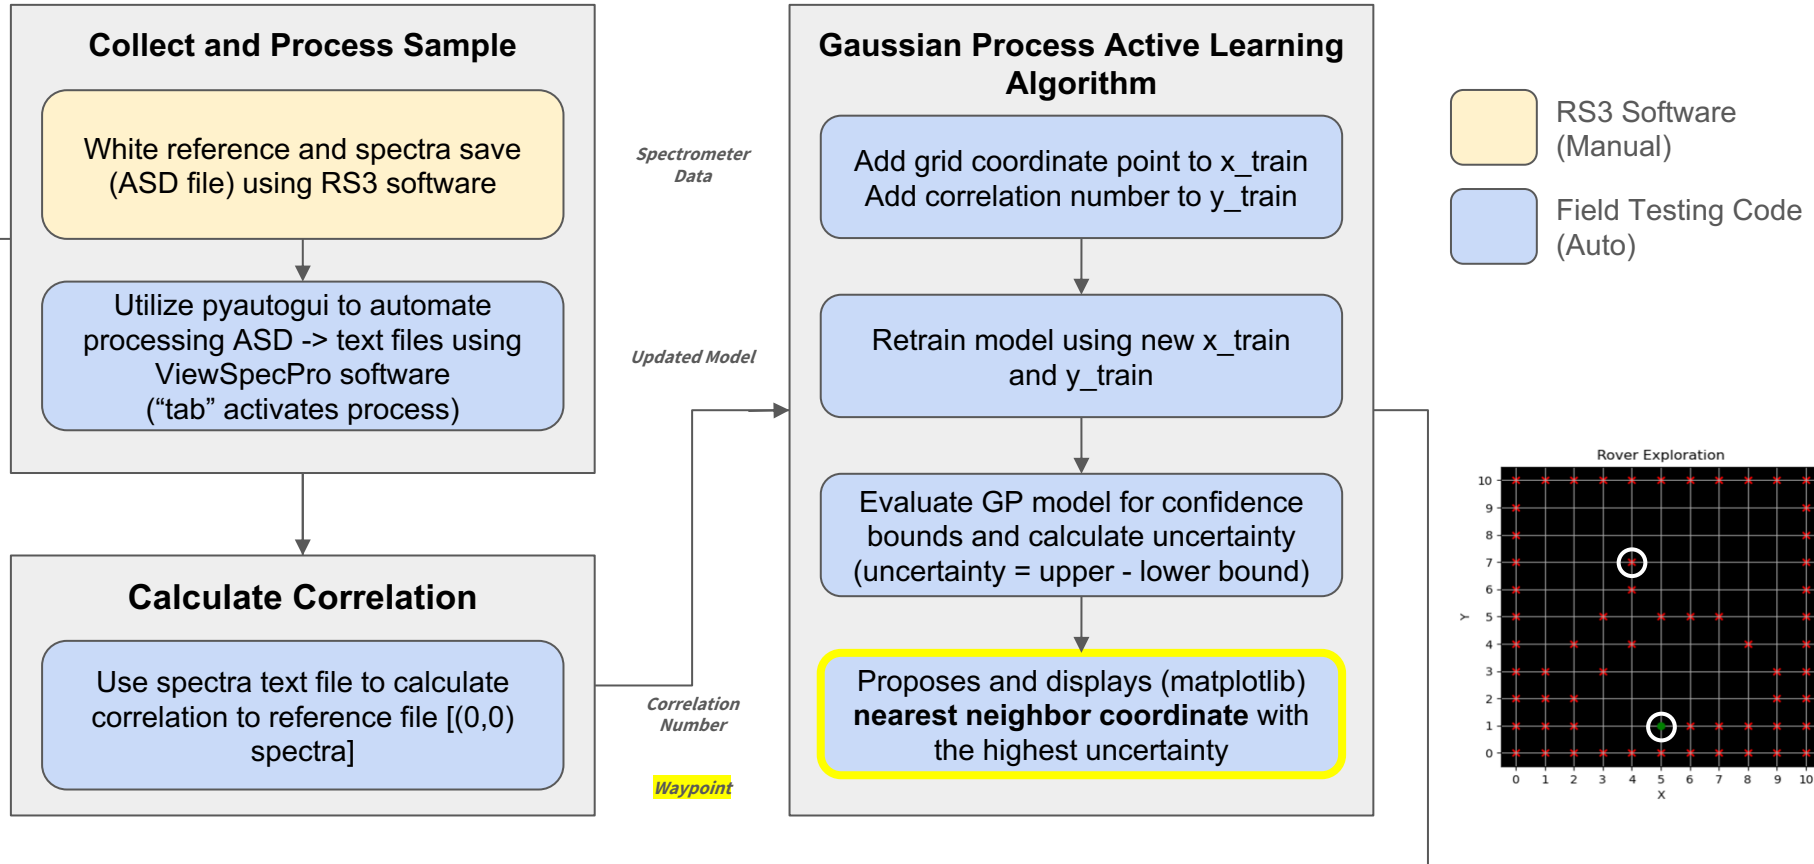 Collect and Process Sample
White reference and spectra save
(ASD file) using RS3 software
Utilize pyautogui to automate
processing ASD -> text files using
ViewSpecPro software
(“tab” activates process)
Calculate Correlation
Use spectra text file to calculate
correlation to reference file [(0,0)
spectra]
Spectrometer
Data
Updated Model
Correlation
Number
Waypoint
Gaussian Process Active Learning
Algorithm
Add grid coordinate point to x_train
Add correlation number to y_train
Retrain model using new x_train
and y_train
Evaluate GP model for confidence
bounds and calculate uncertainty
(uncertainty = upper - lower bound)
Proposes and displays (matplotlib)
nearest neighbor coordinate with
the highest uncertainty
RS3 Software
(Manual)
Field Testing Code
(Auto)
Rover Exploration
10
9
8
7
6
5
4
3
2
1
0
Y
0 1 2 3 4 5 6 7 8 9 10
X